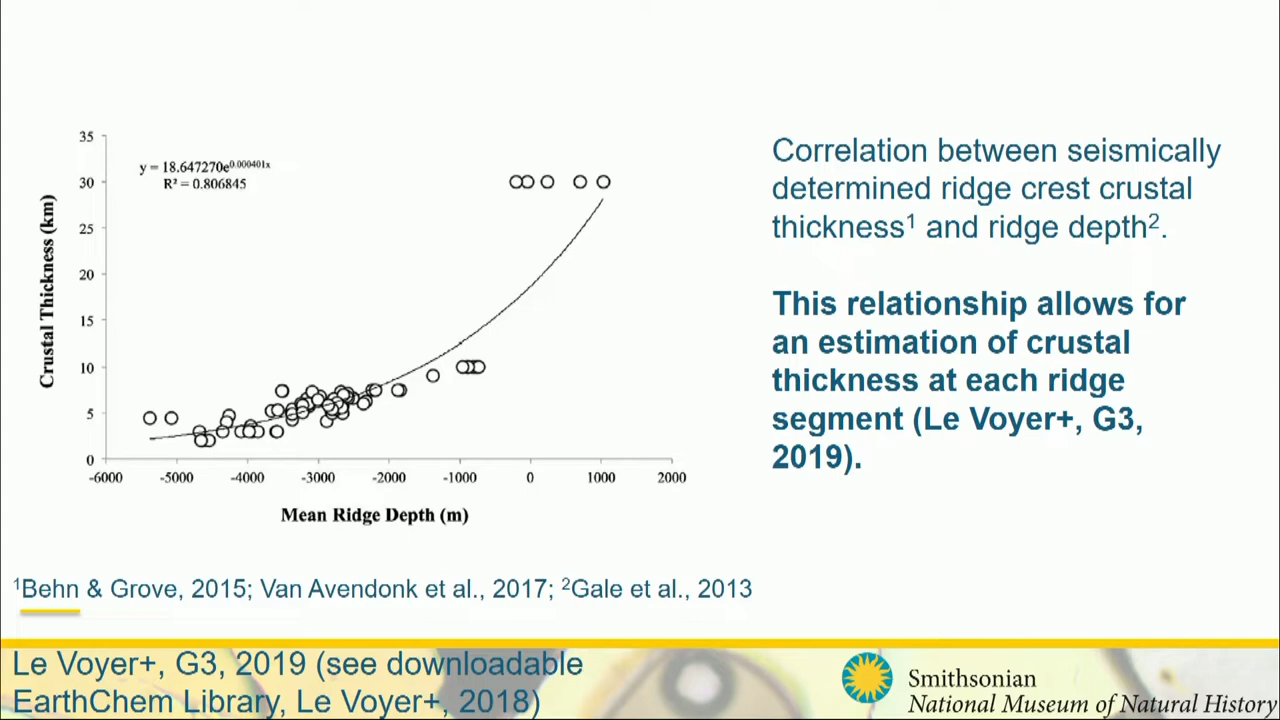 35
30
25
20
15
10
5
0
Crustal Thickness (km)
y = 18.647270e^0.000401x
R² = 0.806845
-6000 -5000 -4000 -3000 -2000 -1000 0 1000 2000
Mean Ridge Depth (m)
Correlation between seismically
determined ridge crest crustal
thickness¹ and ridge depth².
This relationship allows for
an estimation of crustal
thickness at each ridge
segment (Le Voyer+, G3,
2019).
¹Behn & Grove, 2015; Van Avendonk et al., 2017; ²Gale et al., 2013
Le Voyer+, G3, 2019 (see downloadable
EarthChem Library, Le Voyer+, 2018)
Smithsonian
National Museum of Natural History